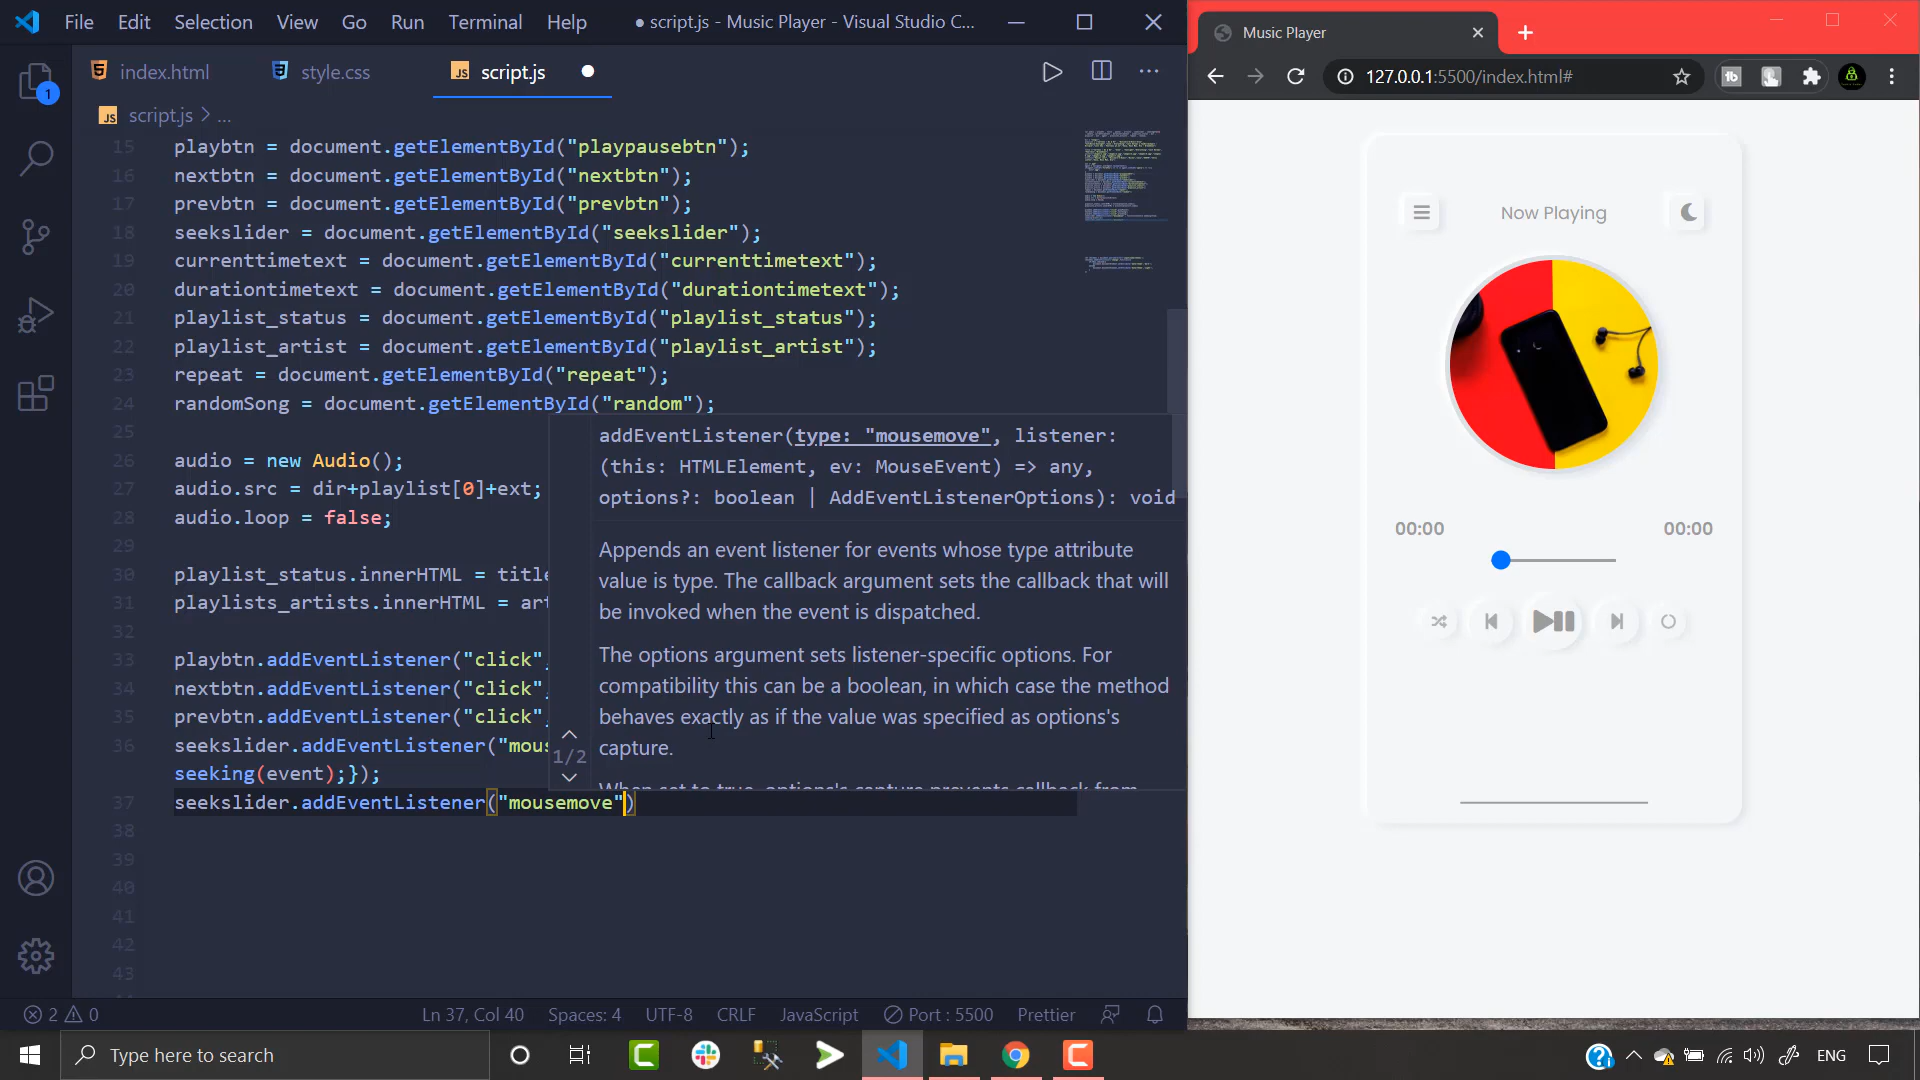 File Edit Selection View Go Run Terminal Help ● script.js - Music Player - Visual Studio C...
index.html style.css JS script.js
JS script.js > ...
15 playbtn = document.getElementById("playpausebtn");
16 nextbtn = document.getElementById("nextbtn");
17 prevbtn = document.getElementById("prevbtn");
18 seekslider = document.getElementById("seekslider");
19 currenttimetext = document.getElementById("currenttimetext");
20 durationtimetext = document.getElementById("durationtimetext");
21 playlist_status = document.getElementById("playlist_status");
22 playlist_artist = document.getElementById("playlist_artist");
23 repeat = document.getElementById("repeat");
24 randomSong = document.getElementById("random");
25
26 audio = new Audio();
27 audio.src = dir+playlist[0]+ext;
28 audio.loop = false;
29
30 playlist_status.innerHTML = title
31 playlists_artists.innerHTML = art
32
33 playbtn.addEventListener("click",
34 nextbtn.addEventListener("click",
35 prevbtn.addEventListener("click",
36 seekslider.addEventListener("mous
seeking(event);});
37 seekslider.addEventListener("mousemove")
38
39
40
41
42
43
addEventListener(type: "mousemove", listener:
(this: HTMLElement, ev: MouseEvent) => any,
options?: boolean | AddEventListenerOptions): void
Appends an event listener for events whose type attribute
value is type. The callback argument sets the callback that will
be invoked when the event is dispatched.
The options argument sets listener-specific options. For
compatibility this can be a boolean, in which case the method
behaves exactly as if the value was specified as options's
capture.
When set to true, options's capture prevents callback from
1/2
1
2 0 Ln 37, Col 40 Spaces: 4 UTF-8 CRLF JavaScript Port : 5500 Prettier
Music Player
127.0.0.1:5500/index.html#
Now Playing
00:00 00:00
Type here to search
ENG